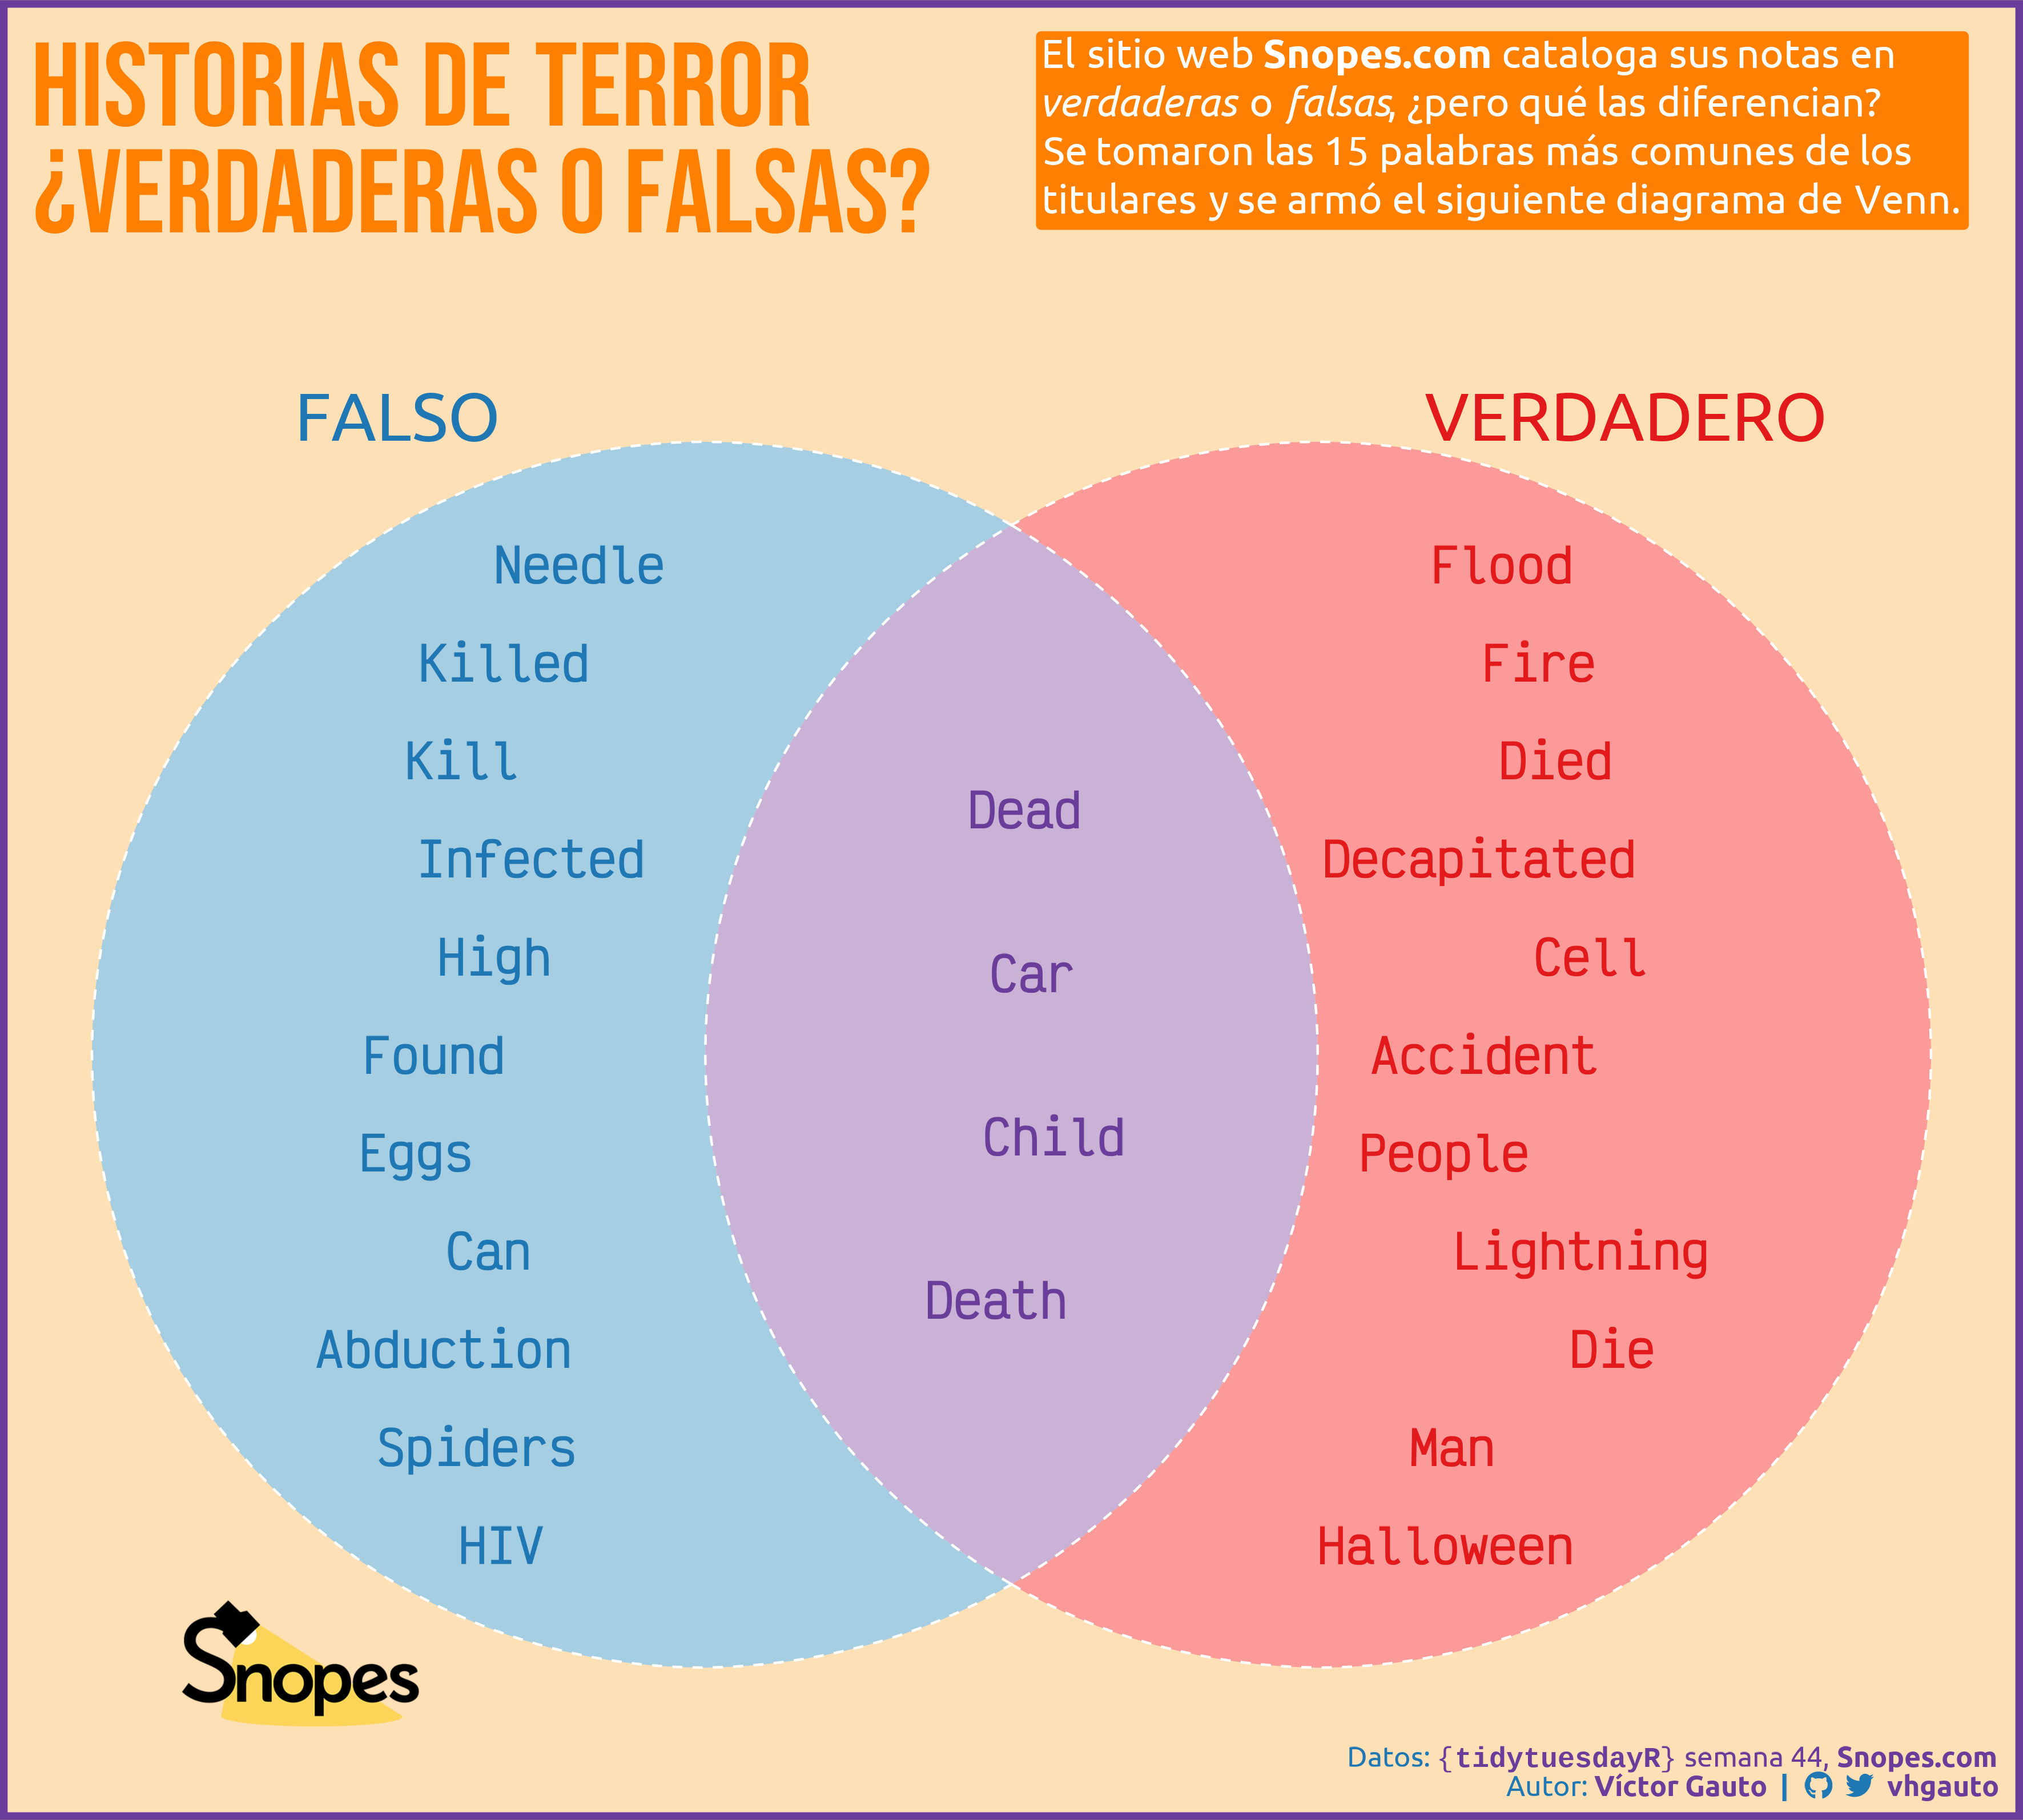 HISTORIAS DE TERROR
¿VERDADERAS O FALSAS?
El sitio web Snopes.com cataloga sus notas en
verdaderas o falsas, ¿pero qué las diferencian?
Se tomaron las 15 palabras más comunes de los
titulares y se armó el siguiente diagrama de Venn.
FALSO
Needle
Killed
Kill
Infected
High
Found
Eggs
Can
Abduction
Spiders
HIV
Dead
Car
Child
Death
VERDADERO
Flood
Fire
Died
Decapitated
Cell
Accident
People
Lightning
Die
Man
Halloween
Snopes
Datos: {tidytuesdayR} semana 44, Snopes.com
Autor: Víctor Gauto | vhgauto